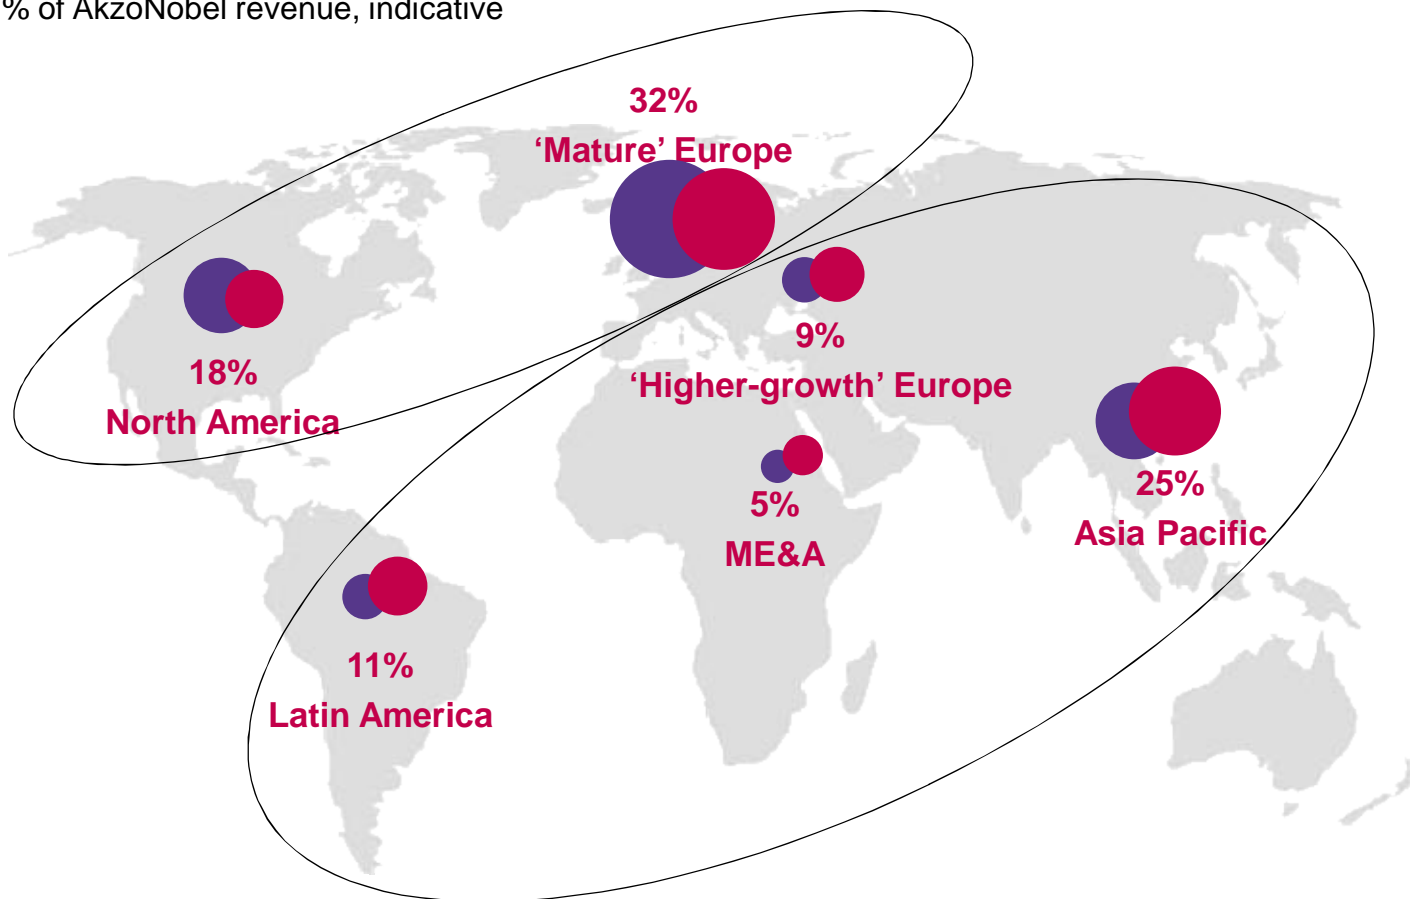 % of AkzoNobel revenue, indicative
32%
‘Mature’ Europe
18%
North America
9%
‘Higher-growth’ Europe
25%
Asia Pacific
5%
ME&A
11%
Latin America